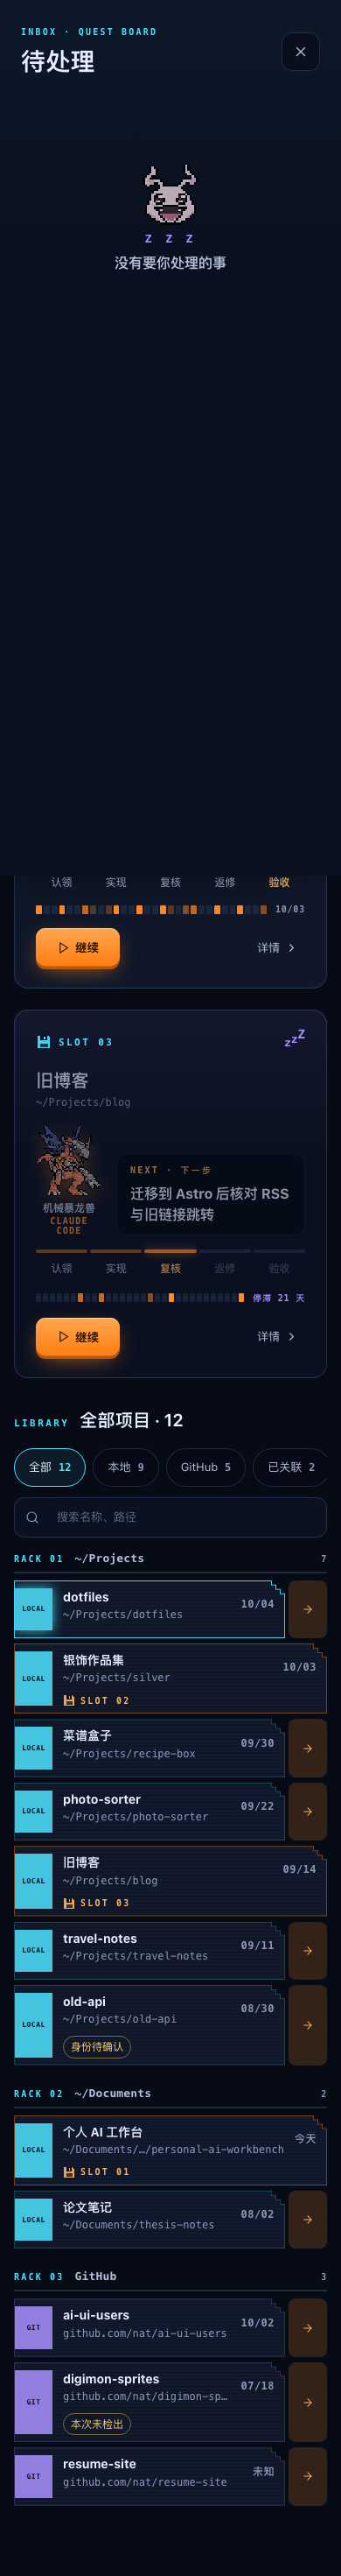 INBOX · QUEST BOARD
待处理
Z Z Z
没有要你处理的事
认领 实现 复核 返修 验收
10/03
继续 详情
SLOT 03
zzZ
旧博客
~/Projects/blog
机械暴龙兽
CLAUDE
CODE
NEXT · 下一步
迁移到 Astro 后核对 RSS
与旧链接跳转
认领 实现 复核 返修 验收
停滞 21 天
继续 详情
LIBRARY 全部项目 · 12
全部 12 本地 9 GitHub 5 已关联 2
搜索名称、路径
RACK 01 ~/Projects 7
LOCAL
dotfiles
~/Projects/dotfiles
10/04
LOCAL
银饰作品集
~/Projects/silver
SLOT 02
10/03
LOCAL
菜谱盒子
~/Projects/recipe-box
09/30
LOCAL
photo-sorter
~/Projects/photo-sorter
09/22
LOCAL
旧博客
~/Projects/blog
SLOT 03
09/14
LOCAL
travel-notes
~/Projects/travel-notes
09/11
LOCAL
old-api
~/Projects/old-api
身份待确认
08/30
RACK 02 ~/Documents 2
LOCAL
个人 AI 工作台
~/Documents/…/personal-ai-workbench
SLOT 01
今天
LOCAL
论文笔记
~/Documents/thesis-notes
08/02
RACK 03 GitHub 3
GIT
ai-ui-users
github.com/nat/ai-ui-users
10/02
GIT
digimon-sprites
github.com/nat/digimon-sp…
本次未检出
07/18
GIT
resume-site
github.com/nat/resume-site
未知